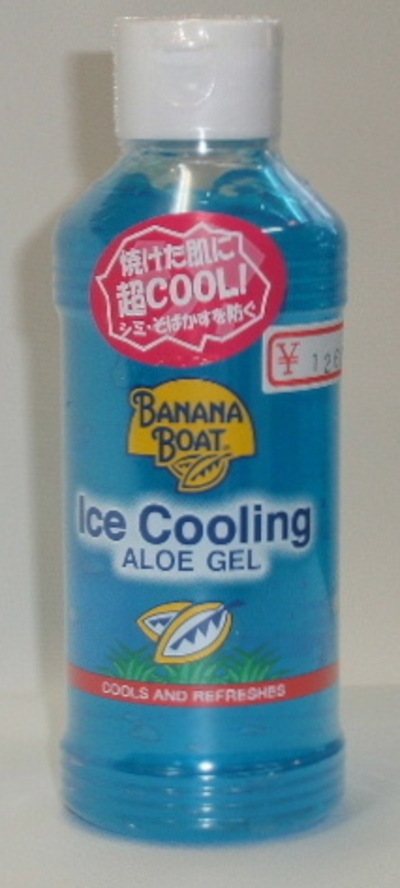 焼けた肌に
超COOL!
シミ・そばかすを防ぐ
¥
BANANA
BOAT
Ice Cooling
ALOE GEL
COOLS AND REFRESHES